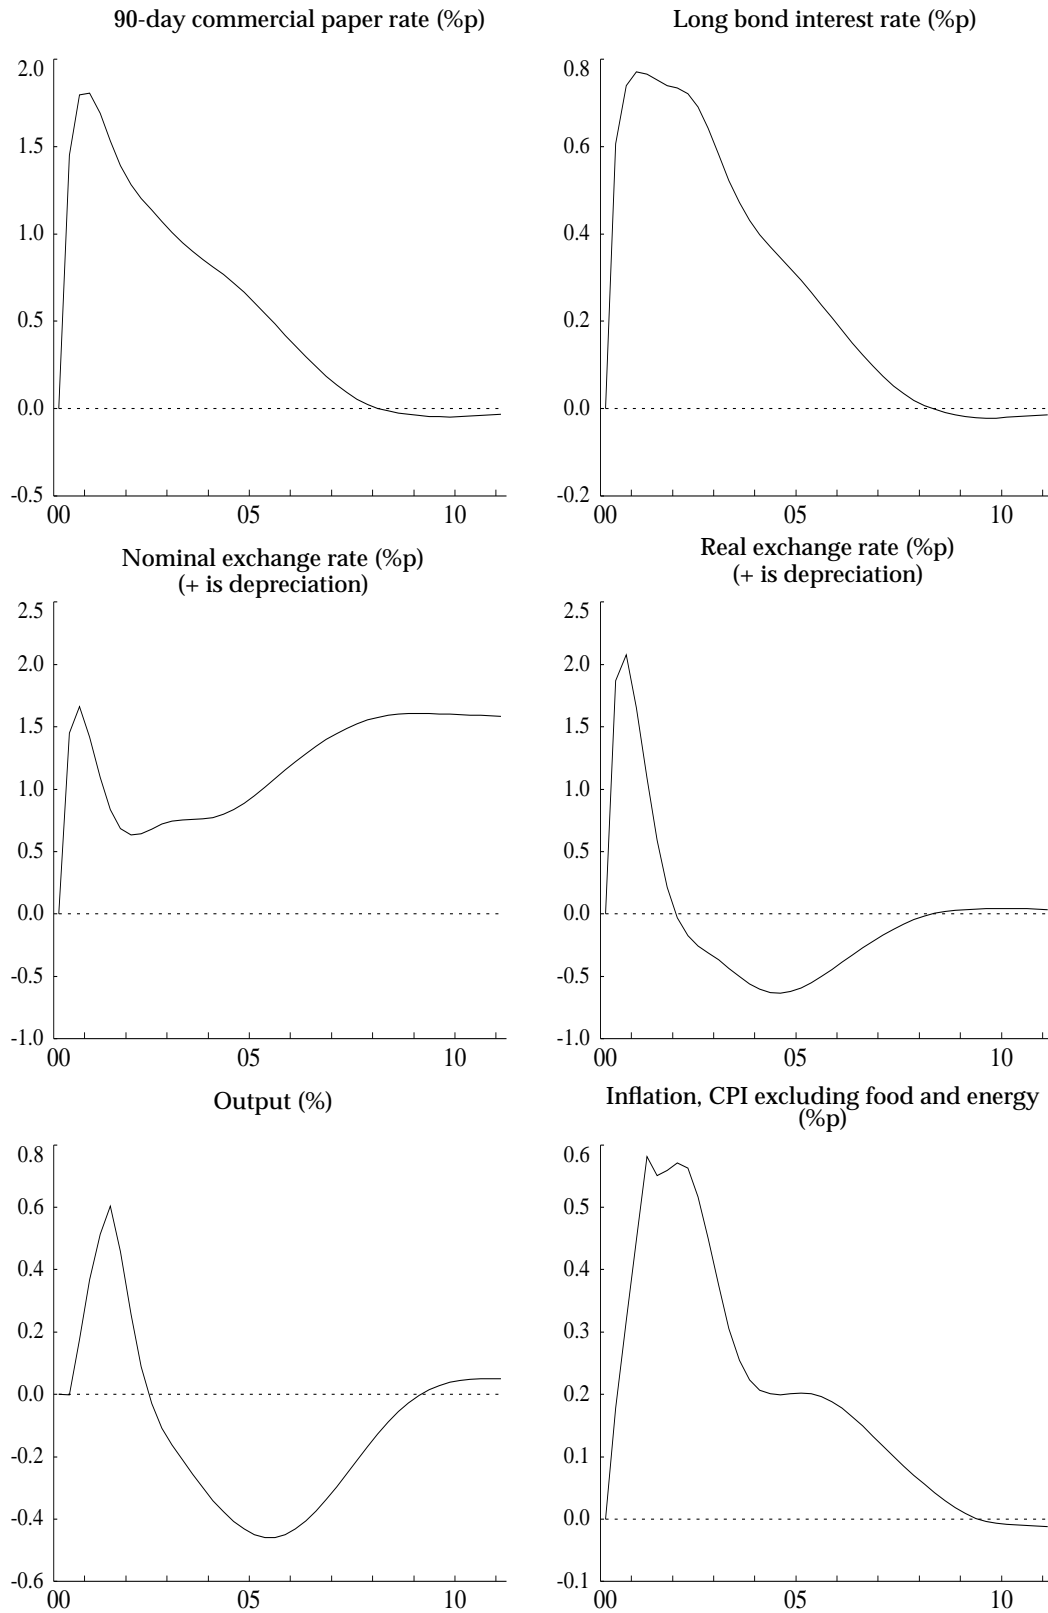 90-day commercial paper rate (%p)
2.0
1.5
1.0
0.5
0.0
-0.5
00 05 10
Long bond interest rate (%p)
0.8
0.6
0.4
0.2
0.0
-0.2
00 05 10
Nominal exchange rate (%p)
(+ is depreciation)
2.5
2.0
1.5
1.0
0.5
0.0
-0.5
-1.0
00 05 10
Real exchange rate (%p)
(+ is depreciation)
2.5
2.0
1.5
1.0
0.5
0.0
-0.5
-1.0
00 05 10
Output (%)
0.8
0.6
0.4
0.2
0.0
-0.2
-0.4
-0.6
00 05 10
Inflation, CPI excluding food and energy
(%p)
0.6
0.5
0.4
0.3
0.2
0.1
0.0
-0.1
00 05 10